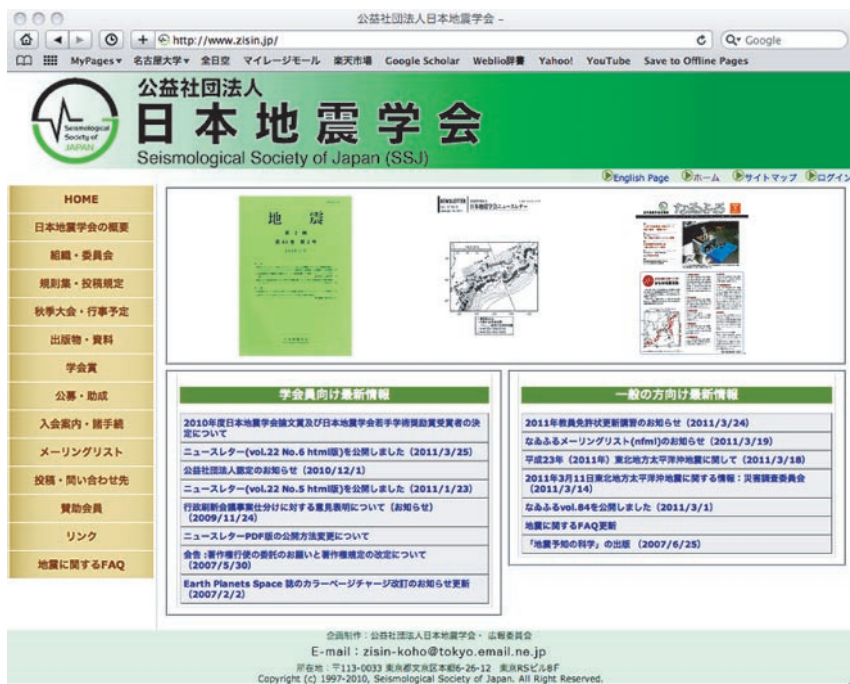 公益社団法人日本地震学会 –
http://www.zisin.jp/
Google
MyPages 名古屋大学 全日空 マイレージモール 楽天市場 Google Scholar Weblio辞書 Yahoo! YouTube Save to Offline Pages
Seismological
Society of
JAPAN
公益社団法人
日本地震学会
Seismological Society of Japan (SSJ)
English Page ホーム サイトマップ ログイン
HOME
日本地震学会の概要
組織・委員会
規則集・投稿規定
秋季大会・行事予定
出版物・資料
学会賞
公募・助成
入会案内・諸手続
メーリングリスト
投稿・問い合わせ先
賛助会員
リンク
地震に関するFAQ
地震
NEWSLETTER
日本地震学会ニュースレター
なゐふる
学会員向け最新情報
2010年度日本地震学会論文賞及び日本地震学会若手学術奨励賞受賞者の決
定について
ニュースレター(vol.22 No.6 html版)を公開しました（2011/3/25）
公益社団法人認定のお知らせ（2010/12/1）
ニュースレター(vol.22 No.5 html版)を公開しました（2011/1/23）
行政刷新会議事業仕分けに対する意見表明について（お知らせ）
（2009/11/24）
ニュースレターPDF版の公開方法変更について
会告:著作権行使の委託のお願いと著作権規定の改定について
（2007/5/30）
Earth Planets Space 誌のカラーページチャージ改訂のお知らせ更新
（2007/2/2）
一般の方向け最新情報
2011年教員免許状更新講習のお知らせ（2011/3/24）
なゐふるメーリングリスト(nfml)のお知らせ（2011/3/19）
平成23年（2011年）東北地方太平洋沖地震に関して（2011/3/18）
2011年3月11日東北地方太平洋沖地震に関する情報：災害調査委員会
（2011/3/14）
なゐふるvol.84を公開しました（2011/3/1）
地震に関するFAQ更新
「地震予知の科学」の出版（2007/6/25）
企画制作：公益社団法人日本地震学会・ 広報委員会
E-mail：zisin-koho@tokyo.email.ne.jp
所在地：〒113-0033 東京都文京区本郷6-26-12 東京RSビル8F
Copyright (c) 1997-2010, Seismological Society of Japan. All Right Reserved.